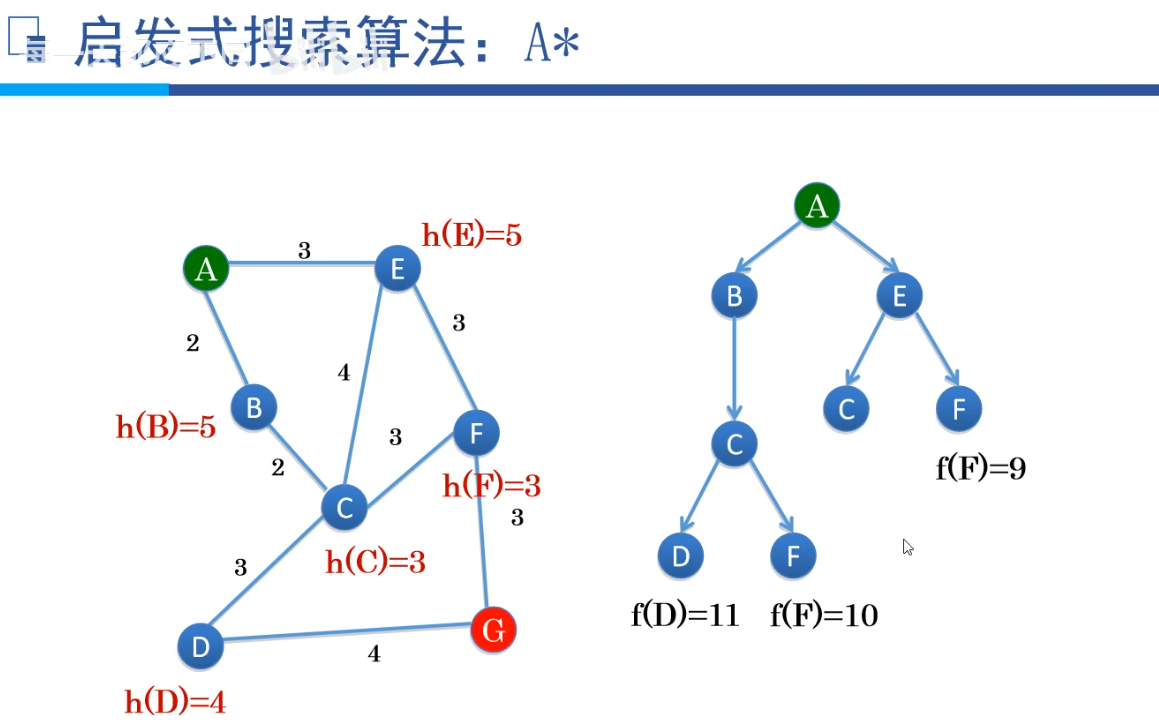 启发式搜索算法：A*
A
3
E
h(E)=5
2
3
4
B
h(B)=5
3
F
2
h(F)=3
C
3
h(C)=3
3
G
D
4
h(D)=4
A
B
E
C
F
f(F)=9
C
D
F
f(D)=11
f(F)=10